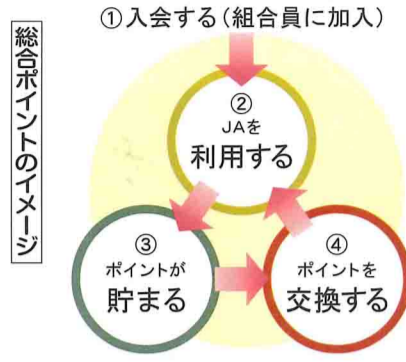 総合ポイントのイメージ
①入会する(組合員に加入)
②
JAを
利用する
③
ポイントが
貯まる
④
ポイントを
交換する